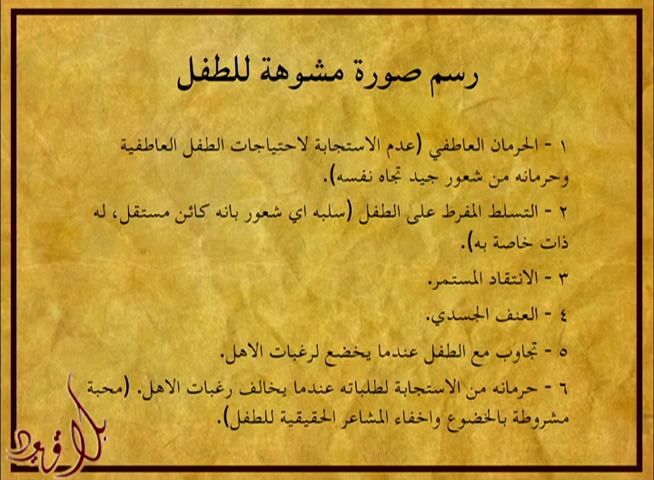 رسم صورة مشوهة للطفل
١ - الحرمان العاطفي (عدم الاستجابة لاحتياجات الطفل العاطفية
وحرمانه من شعور جيد تجاه نفسه).
٢ - التسلط المفرط على الطفل (سلبه اي شعور بانه كائن مستقل، له
ذات خاصة به).
٣ - الانتقاد المستمر.
٤ - العنف الجسدي.
٥ - تجاوب مع الطفل عندما يخضع لرغبات الاهل.
٦ - حرمانه من الاستجابة لطلباته عندما يخالف رغبات الاهل. (محبة
مشروطة بالخضوع واخفاء المشاعر الحقيقية للطفل).
بلا قيود